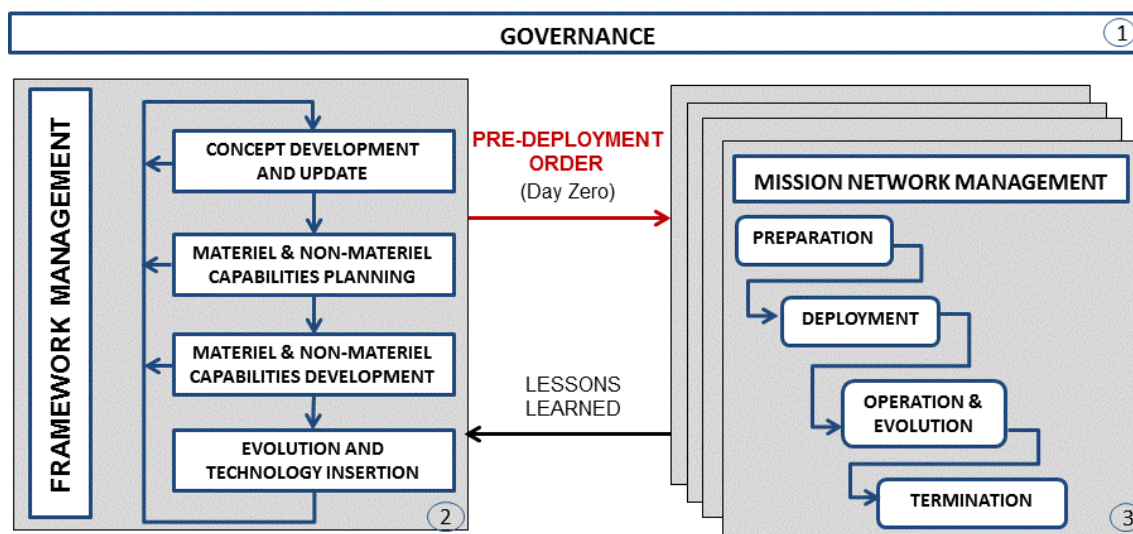 GOVERNANCE
1
FRAMEWORK MANAGEMENT
CONCEPT DEVELOPMENT
AND UPDATE
MATERIEL & NON-MATERIEL
CAPABILITIES PLANNING
MATERIEL & NON-MATERIEL
CAPABILITIES DEVELOPMENT
EVOLUTION AND
TECHNOLOGY INSERTION
2
PRE-DEPLOYMENT
ORDER
(Day Zero)
LESSONS
LEARNED
MISSION NETWORK MANAGEMENT
PREPARATION
DEPLOYMENT
OPERATION &
EVOLUTION
TERMINATION
3